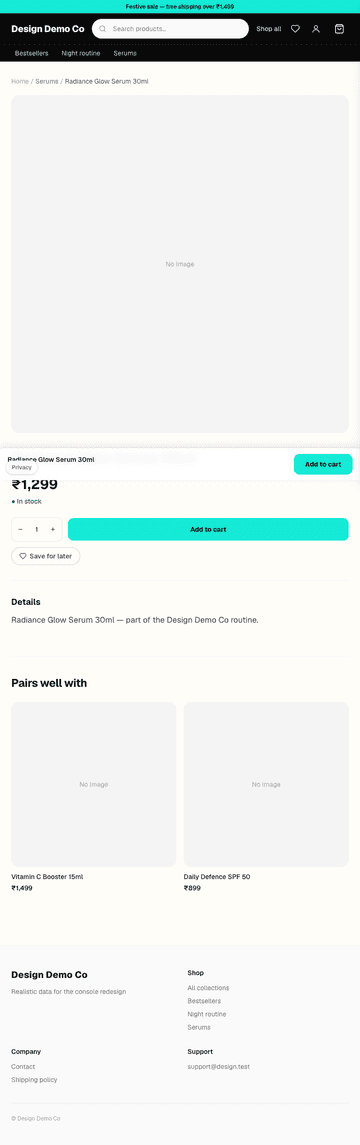 Festive sale — free shipping over ₹1,499
Design Demo Co
Search products...
Shop all
Bestsellers
Night routine
Serums
Home / Serums / Radiance Glow Serum 30ml
No Image
Radiance Glow Serum 30ml
Privacy
Add to cart
₹1,299
In stock
− 1 +
Add to cart
Save for later
Details
Radiance Glow Serum 30ml — part of the Design Demo Co routine.
Pairs well with
No Image
No Image
Vitamin C Booster 15ml
₹1,499
Daily Defence SPF 50
₹899
Design Demo Co
Realistic data for the console redesign
Shop
All collections
Bestsellers
Night routine
Serums
Company
Contact
Shipping policy
Support
support@design.test
© Design Demo Co